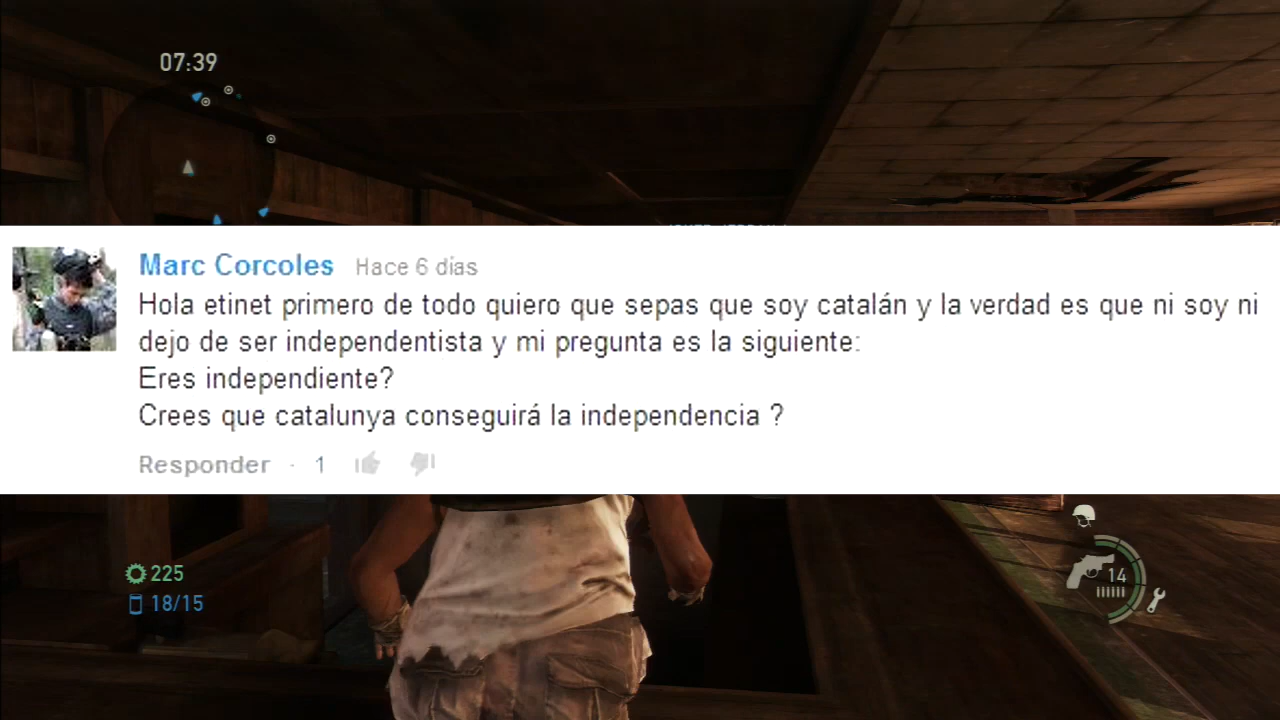 07:39
Marc Corcoles Hace 6 días
Hola etinet primero de todo quiero que sepas que soy catalán y la verdad es que ni soy ni
dejo de ser independentista y mi pregunta es la siguiente:
Eres independiente?
Crees que catalunya conseguirá la independencia ?
Responder · 1
225
18/15
14